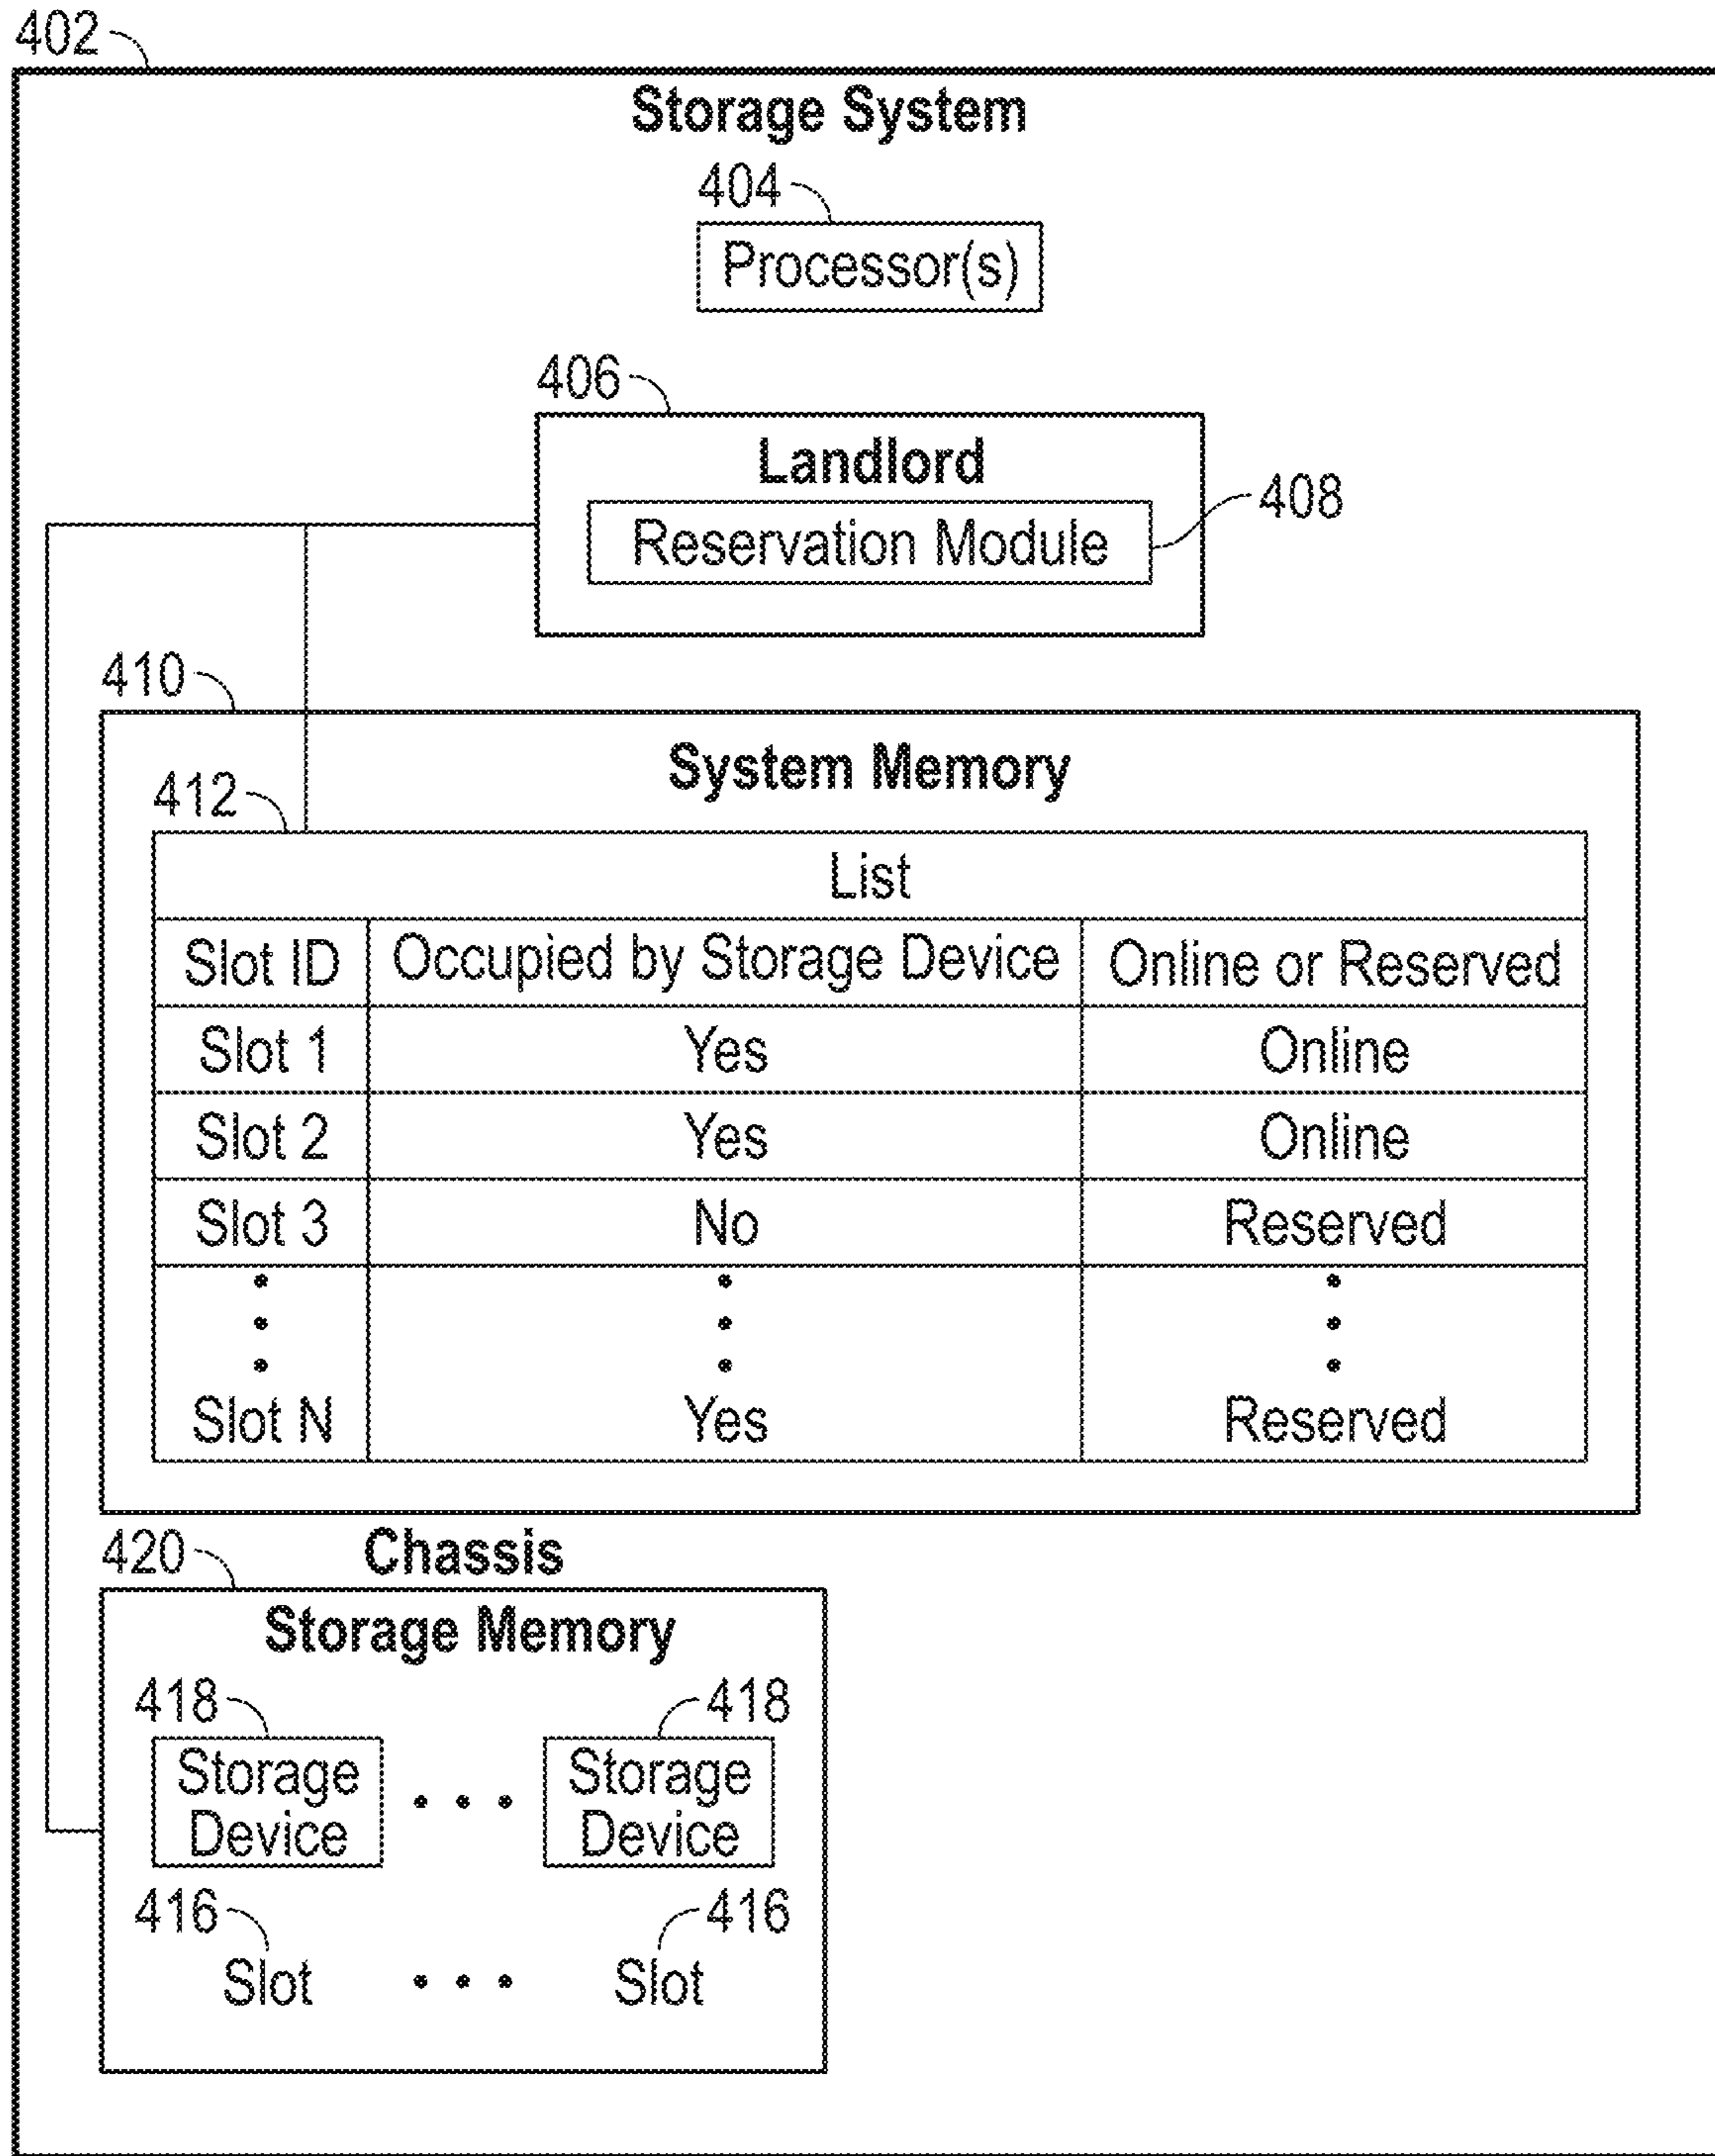 402
Storage System
404
Processor(s)
406
Landlord
Reservation Module
408
410
System Memory
412
List
Slot ID Occupied by Storage Device Online or Reserved
Slot 1 Yes Online
Slot 2 Yes Online
Slot 3 No Reserved
Slot N Yes Reserved
420
Chassis
Storage Memory
418 418
Storage Device Storage Device
416 416
Slot Slot